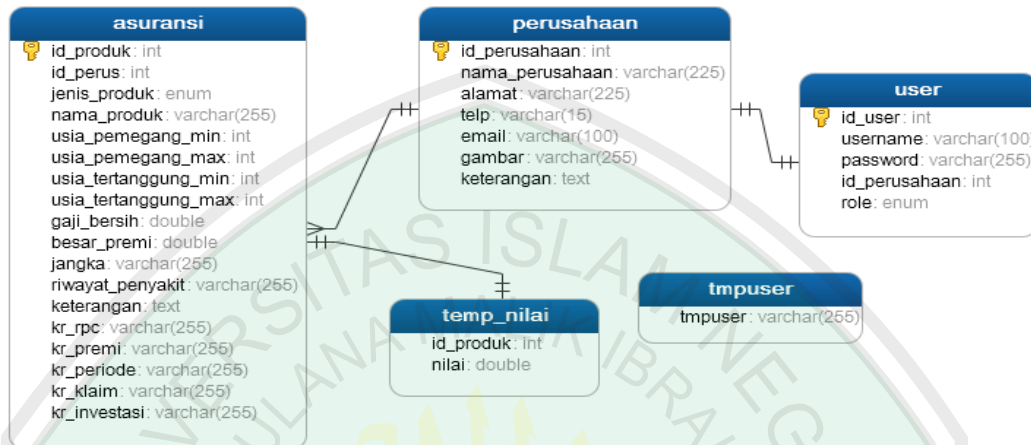 asuransi
id_produk: int
id_perus: int
jenis_produk: enum
nama_produk: varchar(255)
usia_pemegang_min: int
usia_pemegang_max: int
usia_tertanggung_min: int
usia_tertanggung_max: int
gaji_bersih: double
besar_premi: double
jangka: varchar(255)
riwayat_penyakit: varchar(255)
keterangan: text
kr_rpc: varchar(255)
kr_premi: varchar(255)
kr_periode: varchar(255)
kr_klaim: varchar(255)
kr_investasi: varchar(255)
perusahaan
id_perusahaan: int
nama_perusahaan: varchar(225)
alamat: varchar(225)
telp: varchar(15)
email: varchar(100)
gambar: varchar(255)
keterangan: text
user
id_user: int
username: varchar(100)
password: varchar(255)
id_perusahaan: int
role: enum
temp_nilai
id_produk: int
nilai: double
tmpuser
tmpuser: varchar(255)